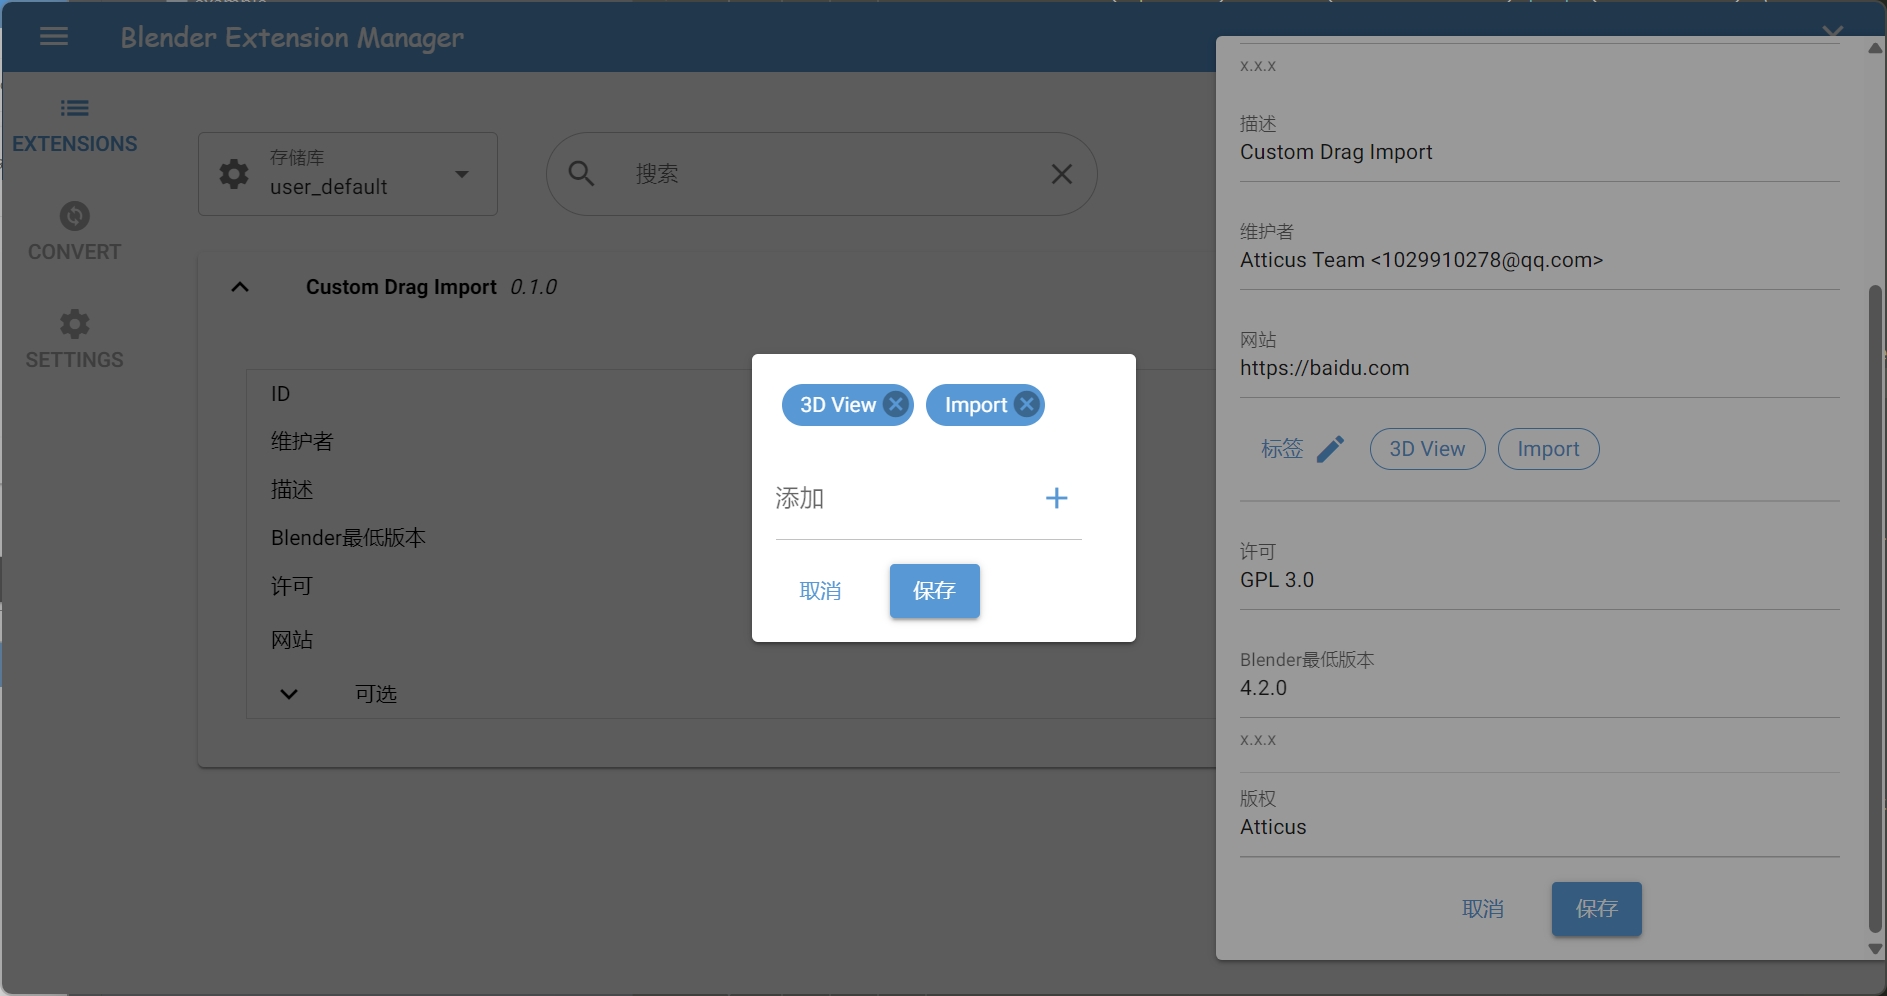 Blender Extension Manager
EXTENSIONS
CONVERT
SETTINGS
存储库
user_default
搜索
Custom Drag Import 0.1.0
ID
维护者
描述
Blender最低版本
许可
网站
可选
3D View
Import
添加
取消
保存
x.x.x
描述
Custom Drag Import
维护者
Atticus Team <1029910278@qq.com>
网站
https://baidu.com
标签
3D View
Import
许可
GPL 3.0
Blender最低版本
4.2.0
x.x.x
版权
Atticus
取消
保存